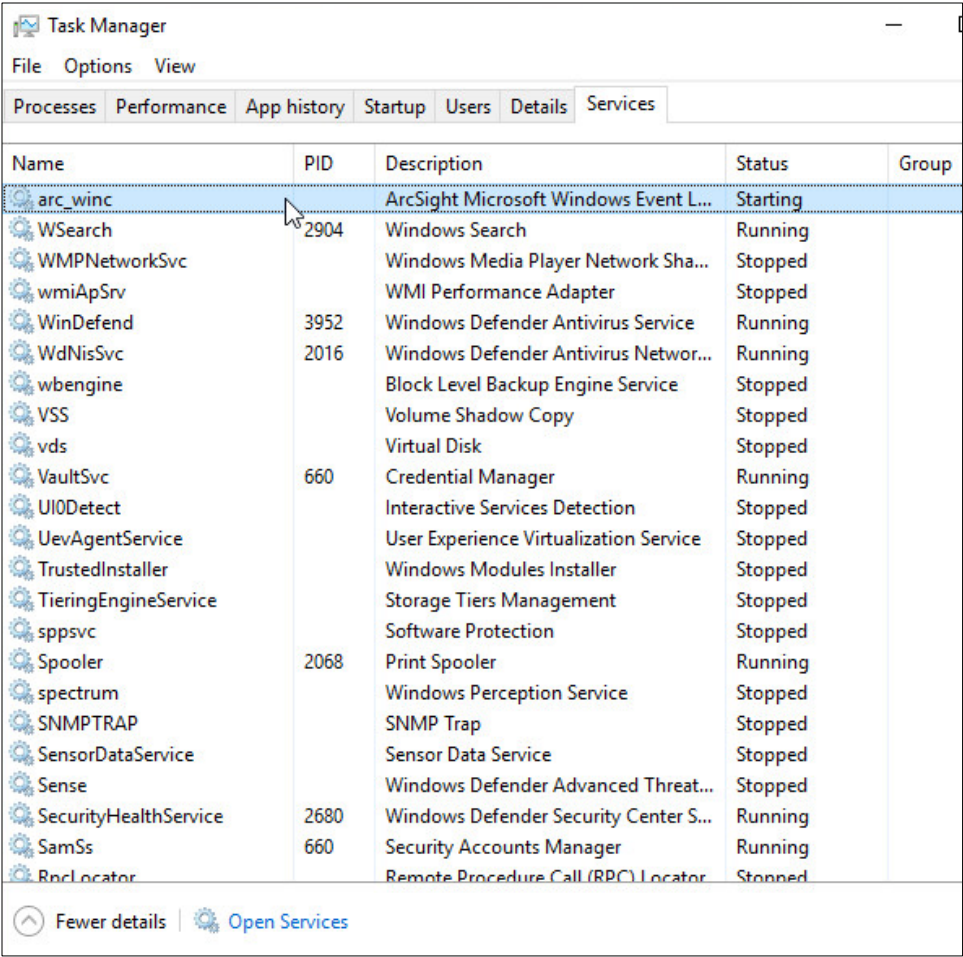 Task Manager
File Options View
Processes Performance App history Startup Users Details Services
Name PID Description Status Group
arc_winc ArcSight Microsoft Windows Event L... Starting
WSearch 2904 Windows Search Running
WMPNetworkSvc Windows Media Player Network Sha... Stopped
wmiApSrv WMI Performance Adapter Stopped
WinDefend 3952 Windows Defender Antivirus Service Running
WdNisSvc 2016 Windows Defender Antivirus Networ... Running
wbengine Block Level Backup Engine Service Stopped
VSS Volume Shadow Copy Stopped
vds Virtual Disk Stopped
VaultSvc 660 Credential Manager Running
UI0Detect Interactive Services Detection Stopped
UevAgentService User Experience Virtualization Service Stopped
TrustedInstaller Windows Modules Installer Stopped
TieringEngineService Storage Tiers Management Stopped
sppsvc Software Protection Stopped
Spooler 2068 Print Spooler Running
spectrum Windows Perception Service Stopped
SNMPTRAP SNMP Trap Stopped
SensorDataService Sensor Data Service Stopped
Sense Windows Defender Advanced Threat... Stopped
SecurityHealthService 2680 Windows Defender Security Center S... Running
SamSs 660 Security Accounts Manager Running
RpcLocator Remote Procedure Call (RPC) Locator Stopped
Fewer details Open Services